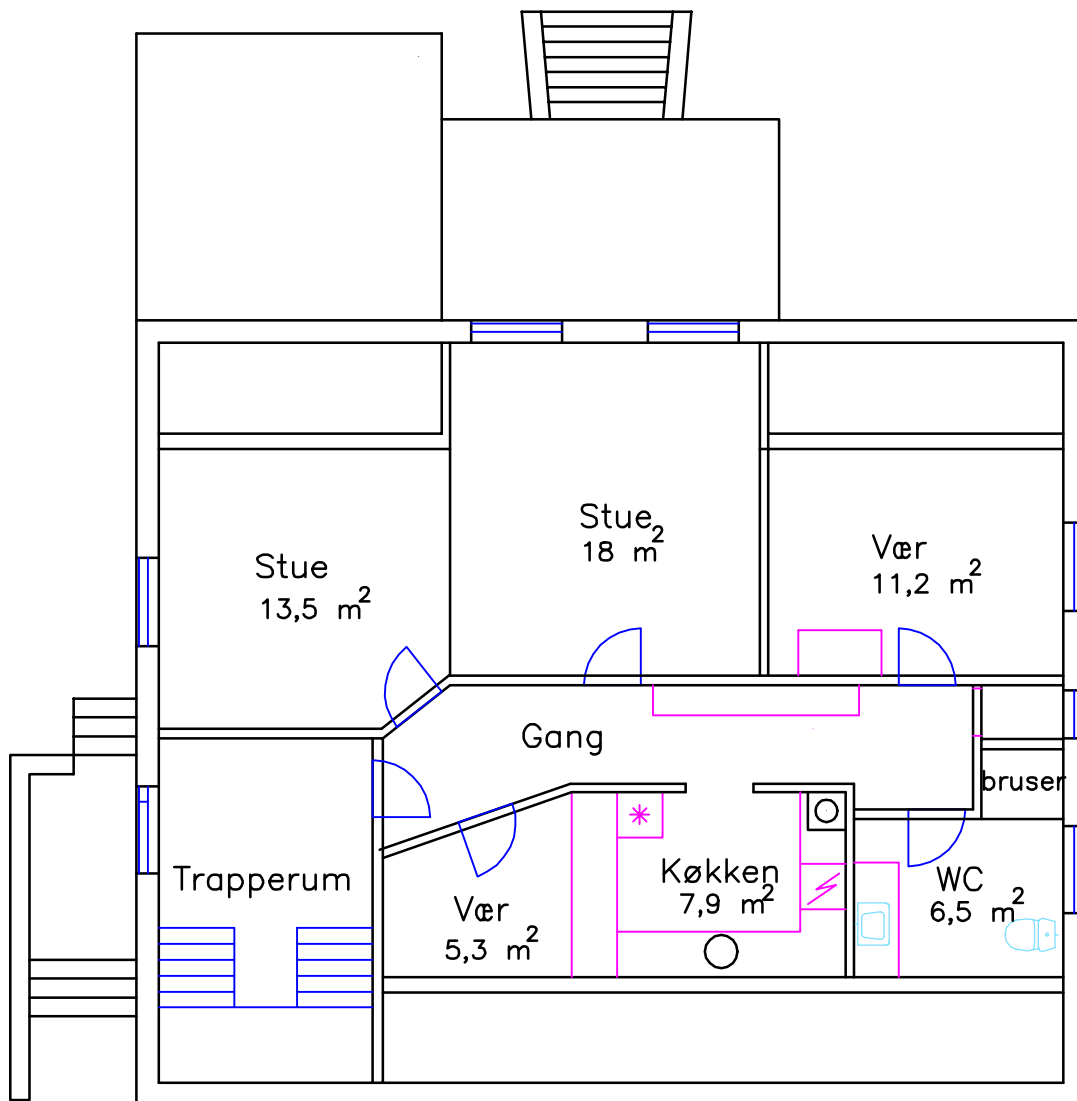 Stue
18 m²
Vær
11,2 m²
Stue
13,5 m²
Gang
bruser
Trapperum
Køkken
7,9 m²
WC
6,5 m²
Vær
5,3 m²